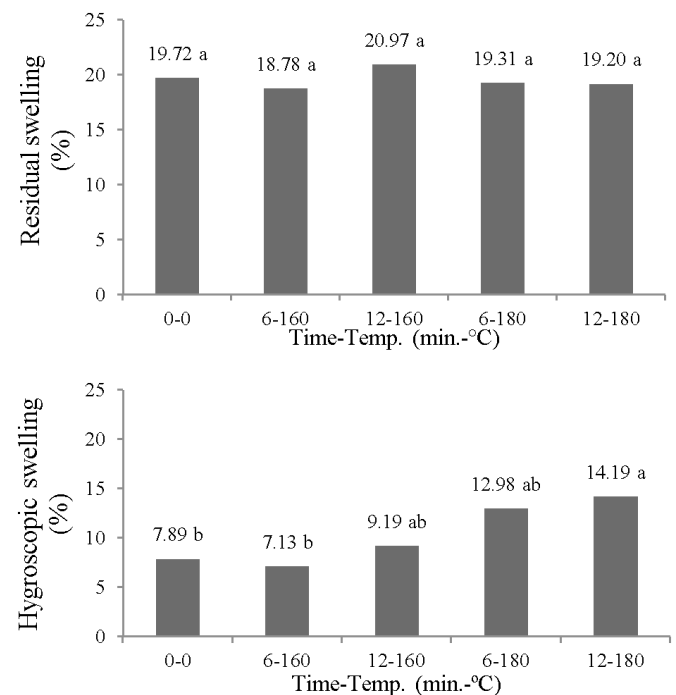 25
20
15
10
5
0
Residual swelling
(%)
19.72 a
18.78 a
20.97 a
19.31 a
19.20 a
0-0
6-160
12-160
6-180
12-180
Time-Temp. (min.-°C)
25
20
15
10
5
0
Hygroscopic swelling
(%)
7.89 b
7.13 b
9.19 ab
12.98 ab
14.19 a
0-0
6-160
12-160
6-180
12-180
Time-Temp. (min.-ºC)